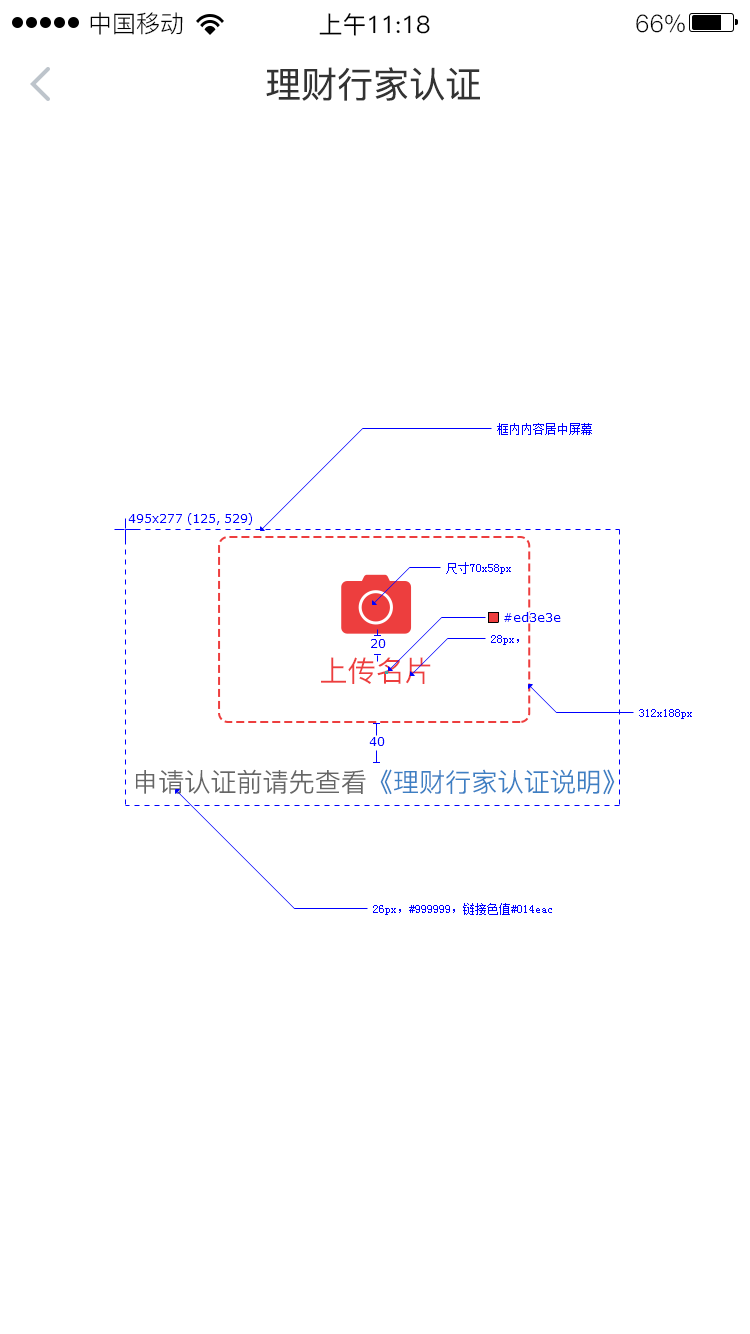 中国移动 上午11:18 66%
理财行家认证
框内内容居中屏幕
495x277 (125, 529)
尺寸70x58px
#ed3e3e
28px，
20
上传名片
312x188px
40
申请认证前请先查看《理财行家认证说明》
26px，#999999，链接色值#014eac